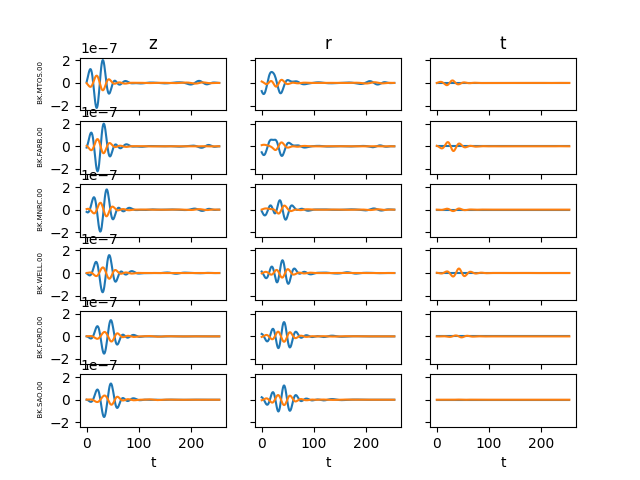 z r t
1e−7
BK.MTOS.00 2 0 −2
1e−7
BK.FARB.00 2 0 −2
1e−7
BK.MNRC.00 2 0 −2
1e−7
BK.WELL.00 2 0 −2
1e−7
BK.FORD.00 2 0 −2
1e−7
BK.SAO.00 2 0 −2
0 100 200 0 100 200 0 100 200
t t t